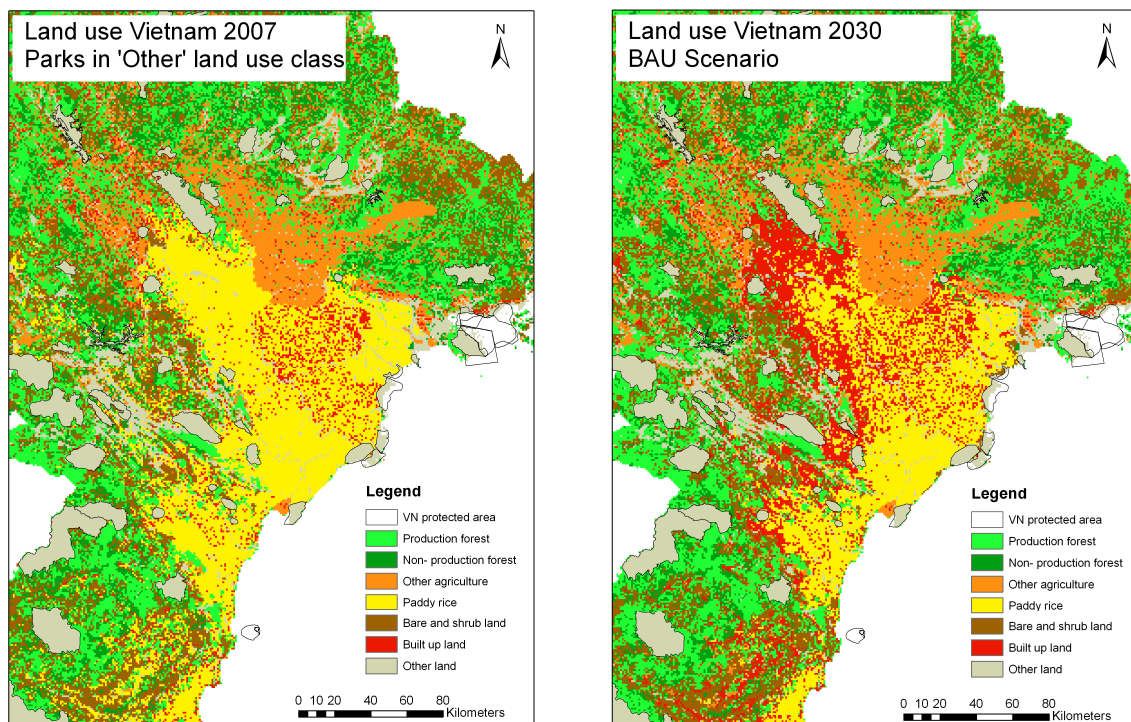 Land use Vietnam 2007
Parks in 'Other' land use class
N
Legend
VN protected area
Production forest
Non- production forest
Other agriculture
Paddy rice
Bare and shrub land
Built up land
Other land
0 10 20 40 60 80
Kilometers
Land use Vietnam 2030
BAU Scenario
N
Legend
VN protected area
Production forest
Non- production forest
Other agriculture
Paddy rice
Bare and shrub land
Built up land
Other land
0 10 20 40 60 80
Kilometers